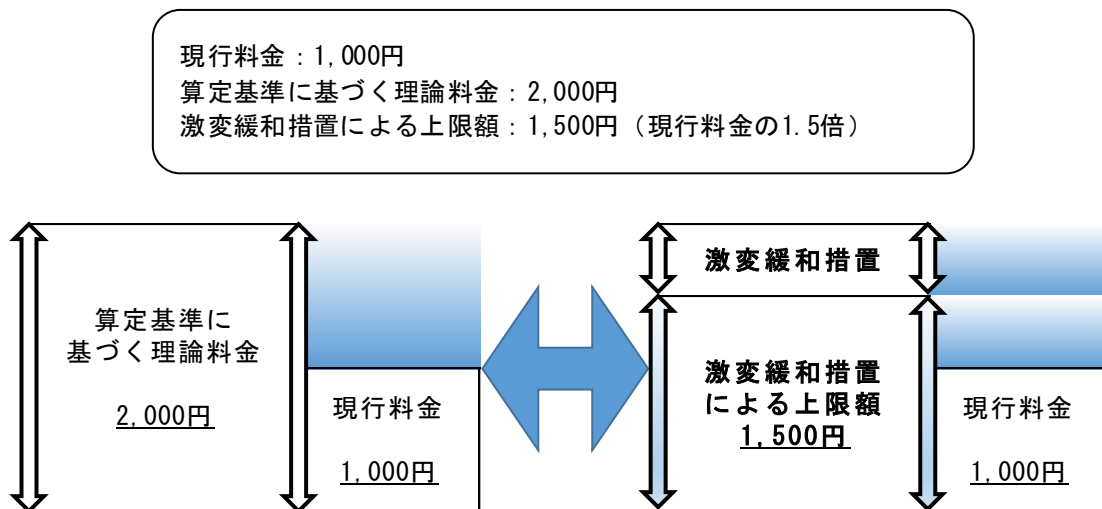 現行料金：1,000円
算定基準に基づく理論料金：2,000円
激変緩和措置による上限額：1,500円（現行料金の1.5倍）
算定基準に
基づく理論料金
2,000円
現行料金
1,000円
激変緩和措置
激変緩和措置
による上限額
1,500円
現行料金
1,000円